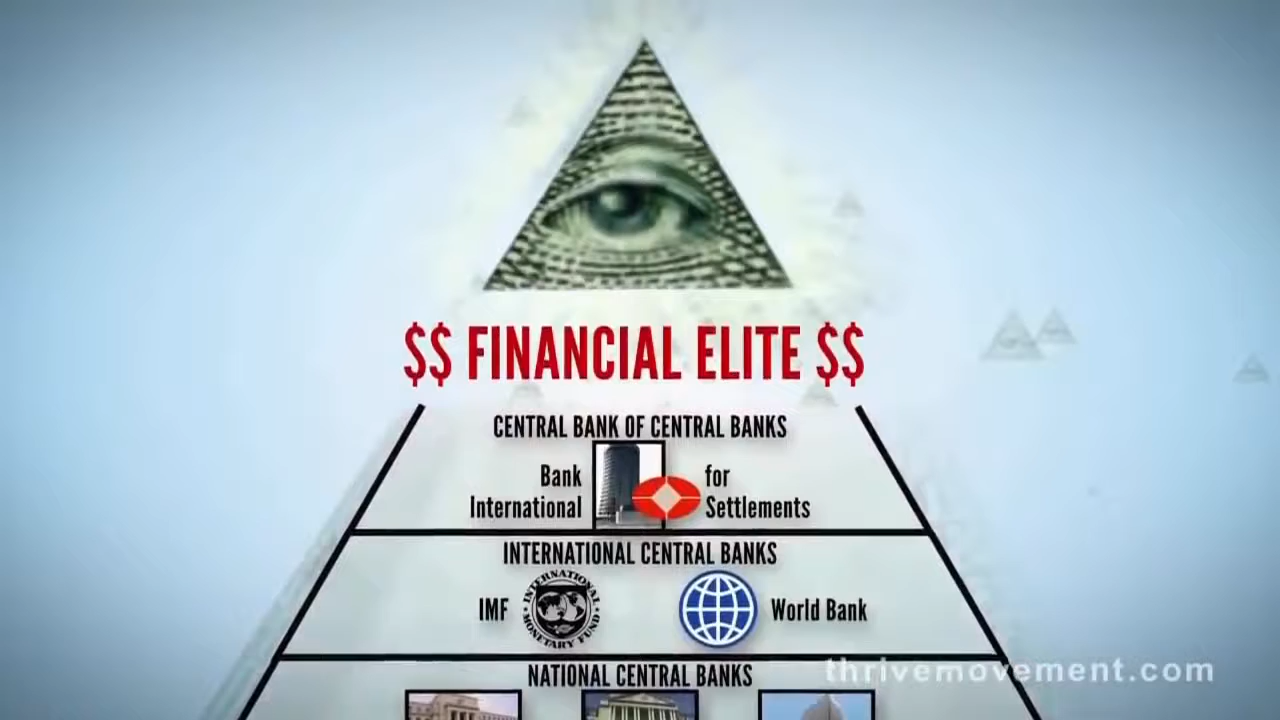 $$ FINANCIAL ELITE $$
CENTRAL BANK OF CENTRAL BANKS
Bank for
International Settlements
INTERNATIONAL CENTRAL BANKS
IMF INTERNATIONAL MONETARY FUND World Bank
NATIONAL CENTRAL BANKS
thrivemovement.com